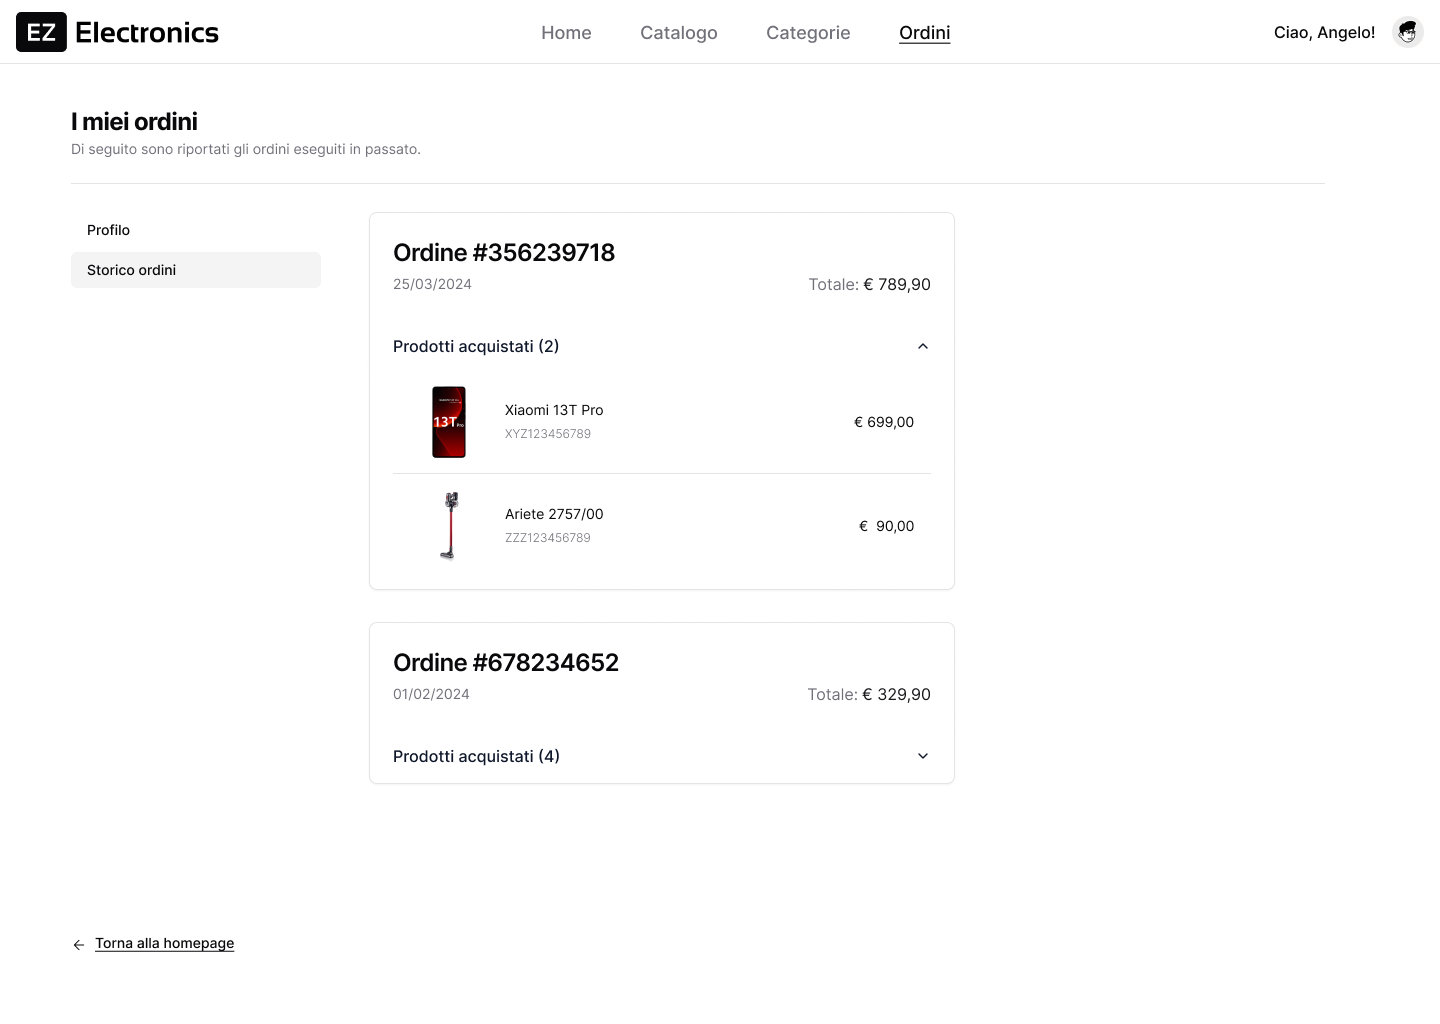 EZ Electronics
Home Catalogo Categorie Ordini
Ciao, Angelo!
I miei ordini
Di seguito sono riportati gli ordini eseguiti in passato.
Profilo
Storico ordini
Ordine #356239718
25/03/2024 Totale: € 789,90
Prodotti acquistati (2)
13T Pro
Xiaomi 13T Pro
XYZ123456789
€ 699,00
Ariete 2757/00
ZZZ123456789
€ 90,00
Ordine #678234652
01/02/2024 Totale: € 329,90
Prodotti acquistati (4)
Torna alla homepage